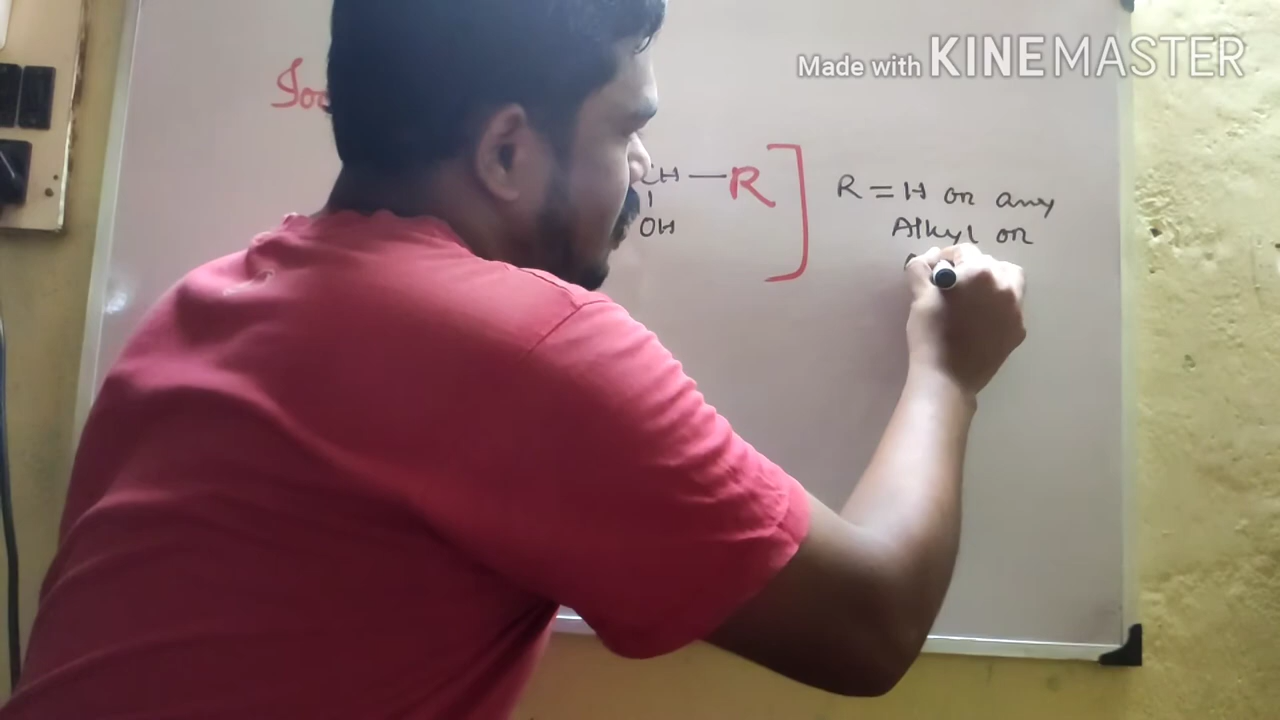 Made with KINEMASTER
CH — R ] R = H or any
OH Alkyl or